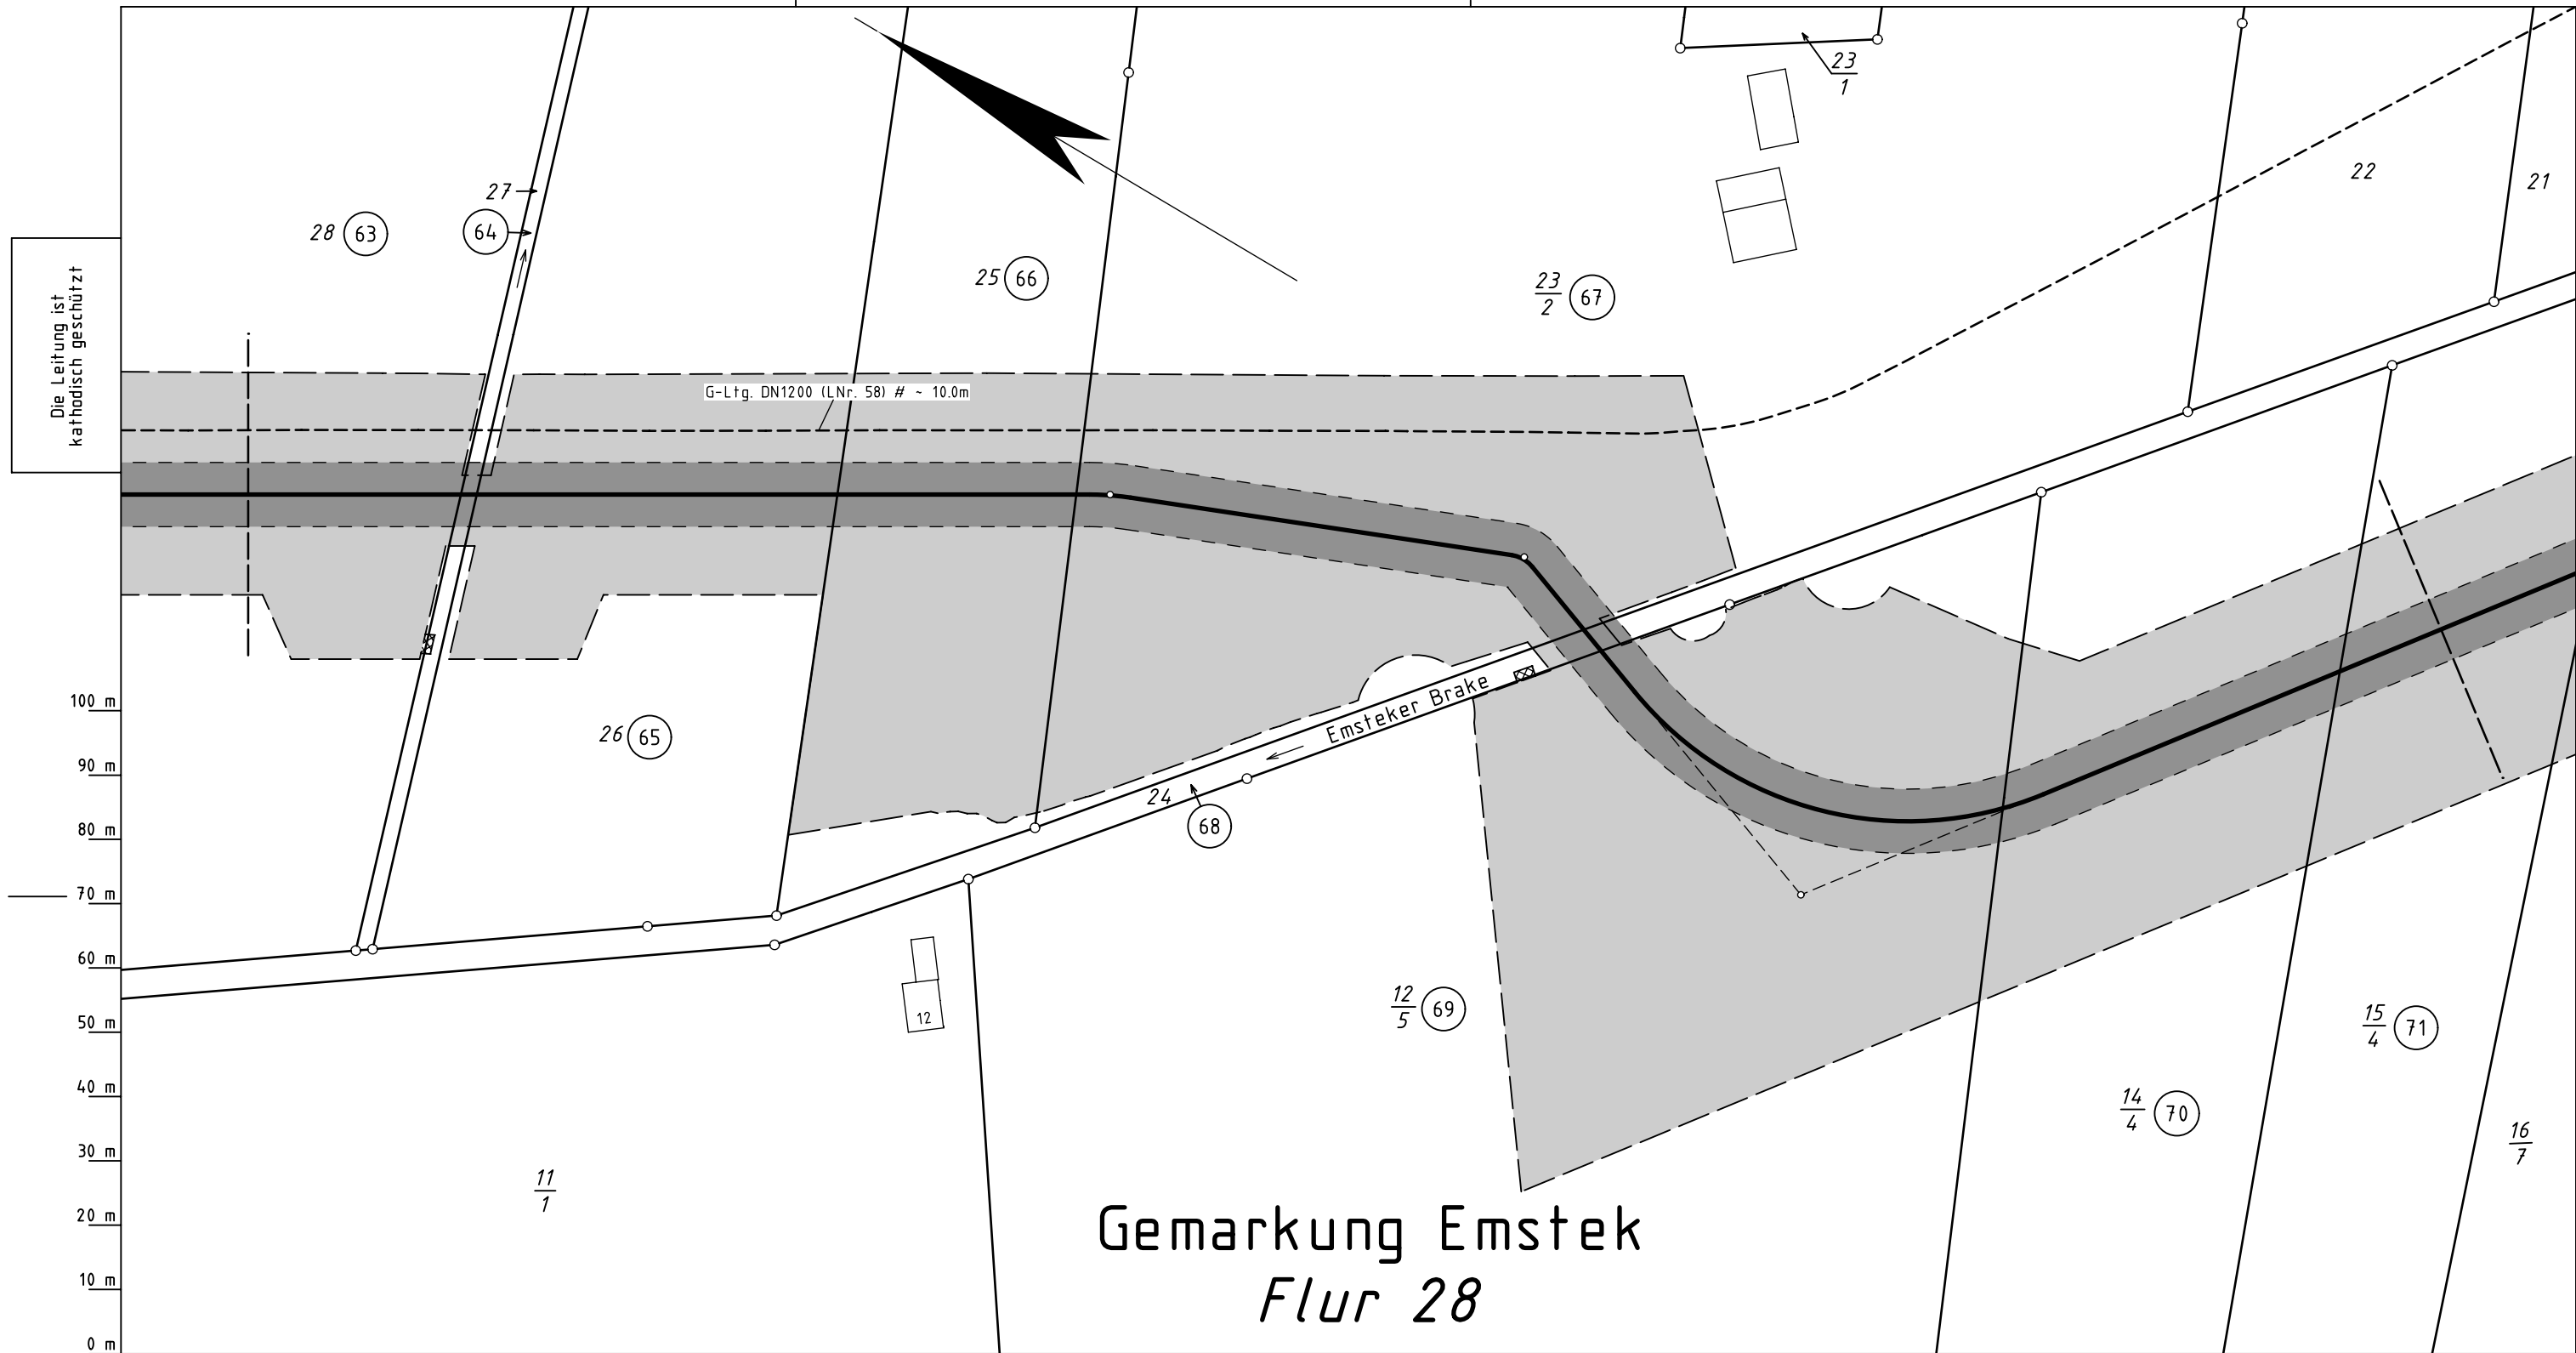 23
1
22
21
27
28 63
64
25 66
23
2 67
Die Leitung ist
kathodisch geschützt
G-Ltg. DN1200 (LNr. 58) # ~ 10.0m
100 m
90 m
80 m
70 m
60 m
50 m
40 m
30 m
20 m
10 m
0 m
26 65
Emsteker Brake
24
68
12
12
5 69
15
4 71
14
4 70
16
7
11
1
Gemarkung Emstek
Flur 28